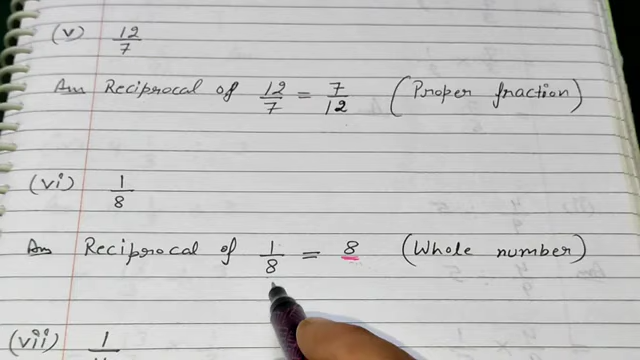 (v) 12/7
Ans Reciprocal of 12/7 = 7/12 (Proper fraction)
(vi) 1/8
Ans Reciprocal of 1/8 = 8 (Whole number)
(vii) 1